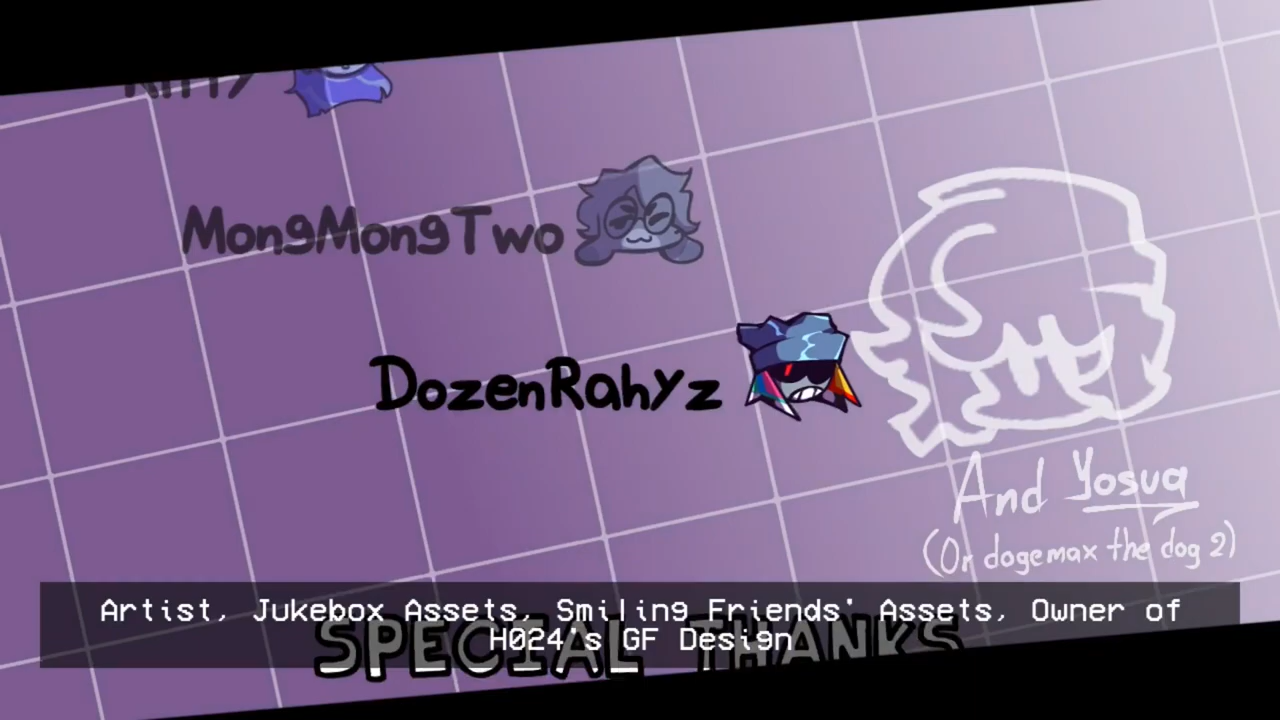 MongMongTwo
DozenRahyz
And Yosua
(Or dogemax the dog 2)
Artist, Jukebox Assets, Smiling Friends' Assets, Owner of
H024's GF Design
SPECIAL THANKS